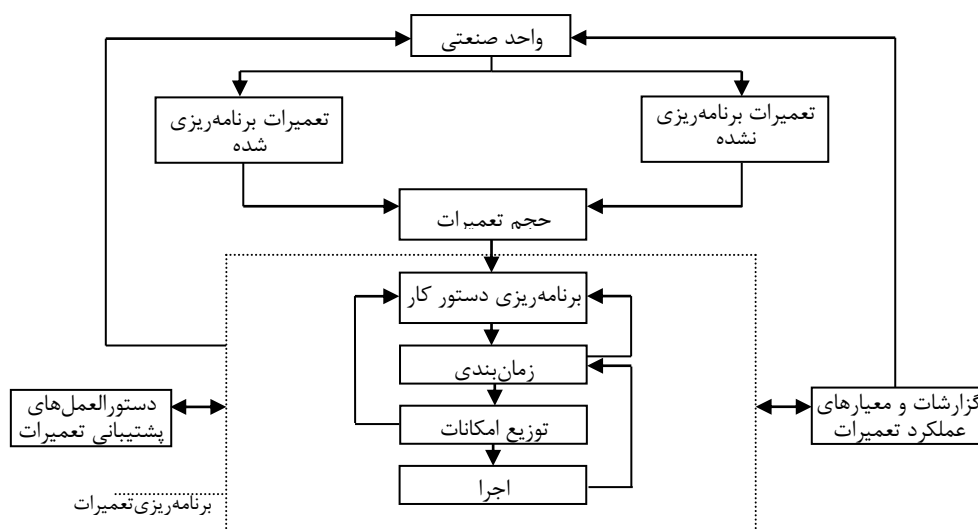 واحد صنعتی
تعمیرات برنامه‌ریزی
نشده
تعمیرات برنامه‌ریزی
شده
حجم تعمیرات
برنامه‌ریزی دستور کار
زمان‌بندی
گزارشات و معیارهای
عملکرد تعمیرات
دستورالعمل‌های
پشتیبانی تعمیرات
توزیع امکانات
اجرا
برنامه‌ریزی‌تعمیرات